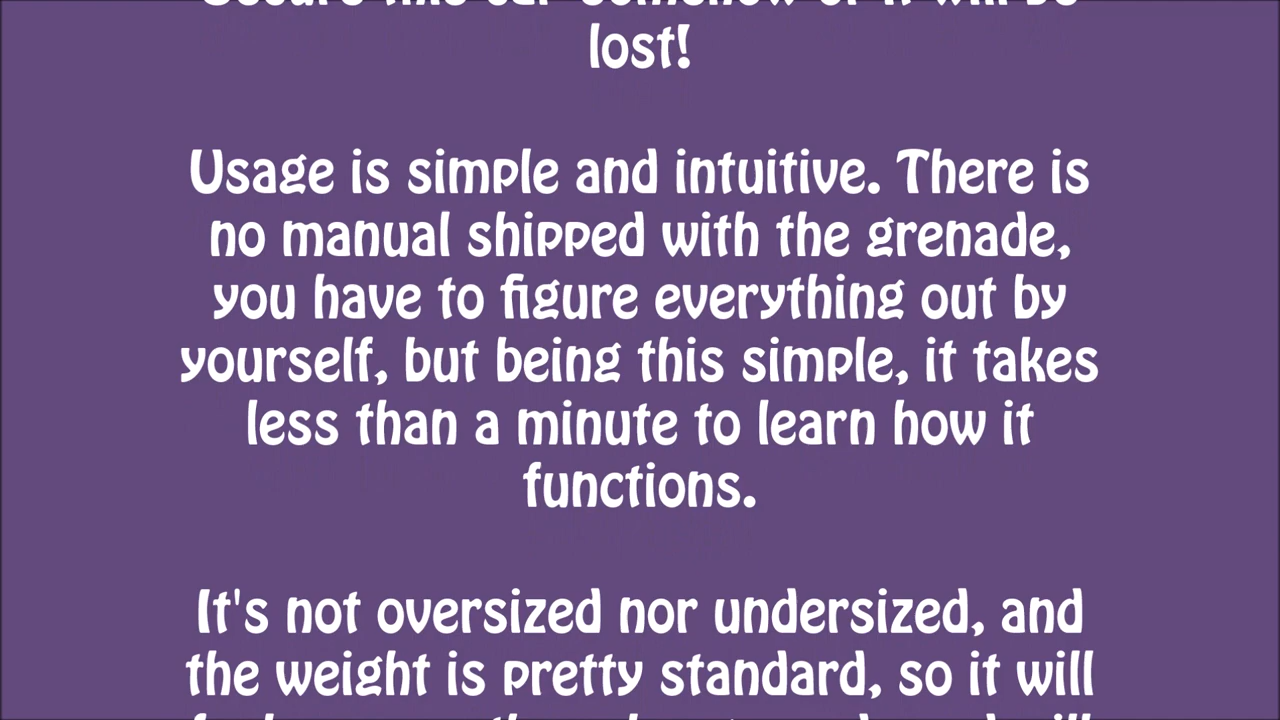 lost!
Usage is simple and intuitive. There is
no manual shipped with the grenade,
you have to figure everything out by
yourself, but being this simple, it takes
less than a minute to learn how it
functions.
It's not oversized nor undersized, and
the weight is pretty standard, so it will